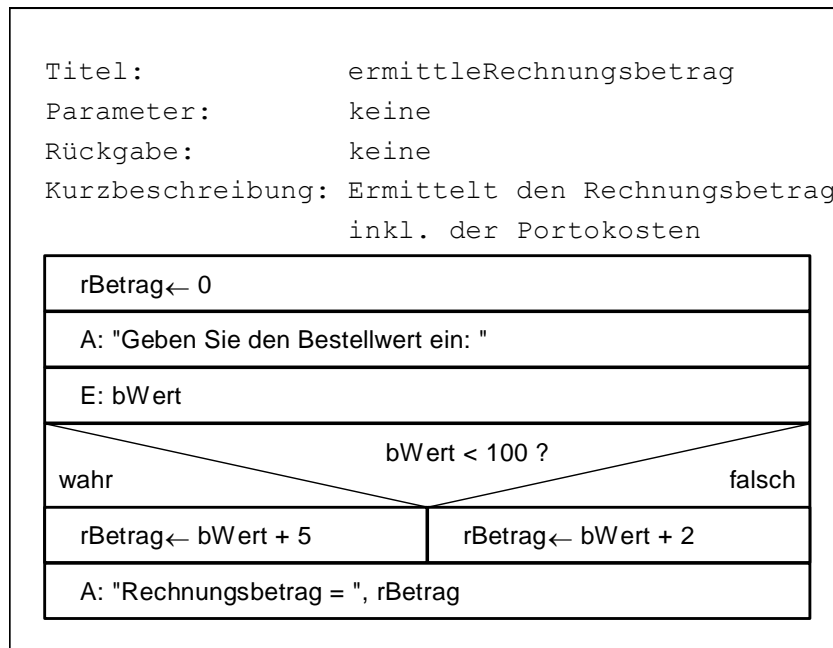 Titel: ermittleRechnungsbetrag
Parameter: keine
Rückgabe: keine
Kurzbeschreibung: Ermittelt den Rechnungsbetrag
inkl. der Portokosten
rBetrag← 0
A: "Geben Sie den Bestellwert ein: "
E: bWert
bWert < 100 ?
wahr falsch
rBetrag← bWert + 5 rBetrag← bWert + 2
A: "Rechnungsbetrag = ", rBetrag